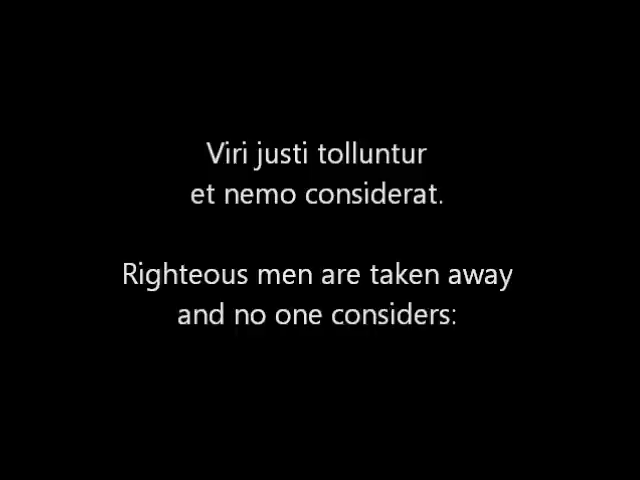 Viri justi tolluntur
et nemo considerat.
Righteous men are taken away
and no one considers: